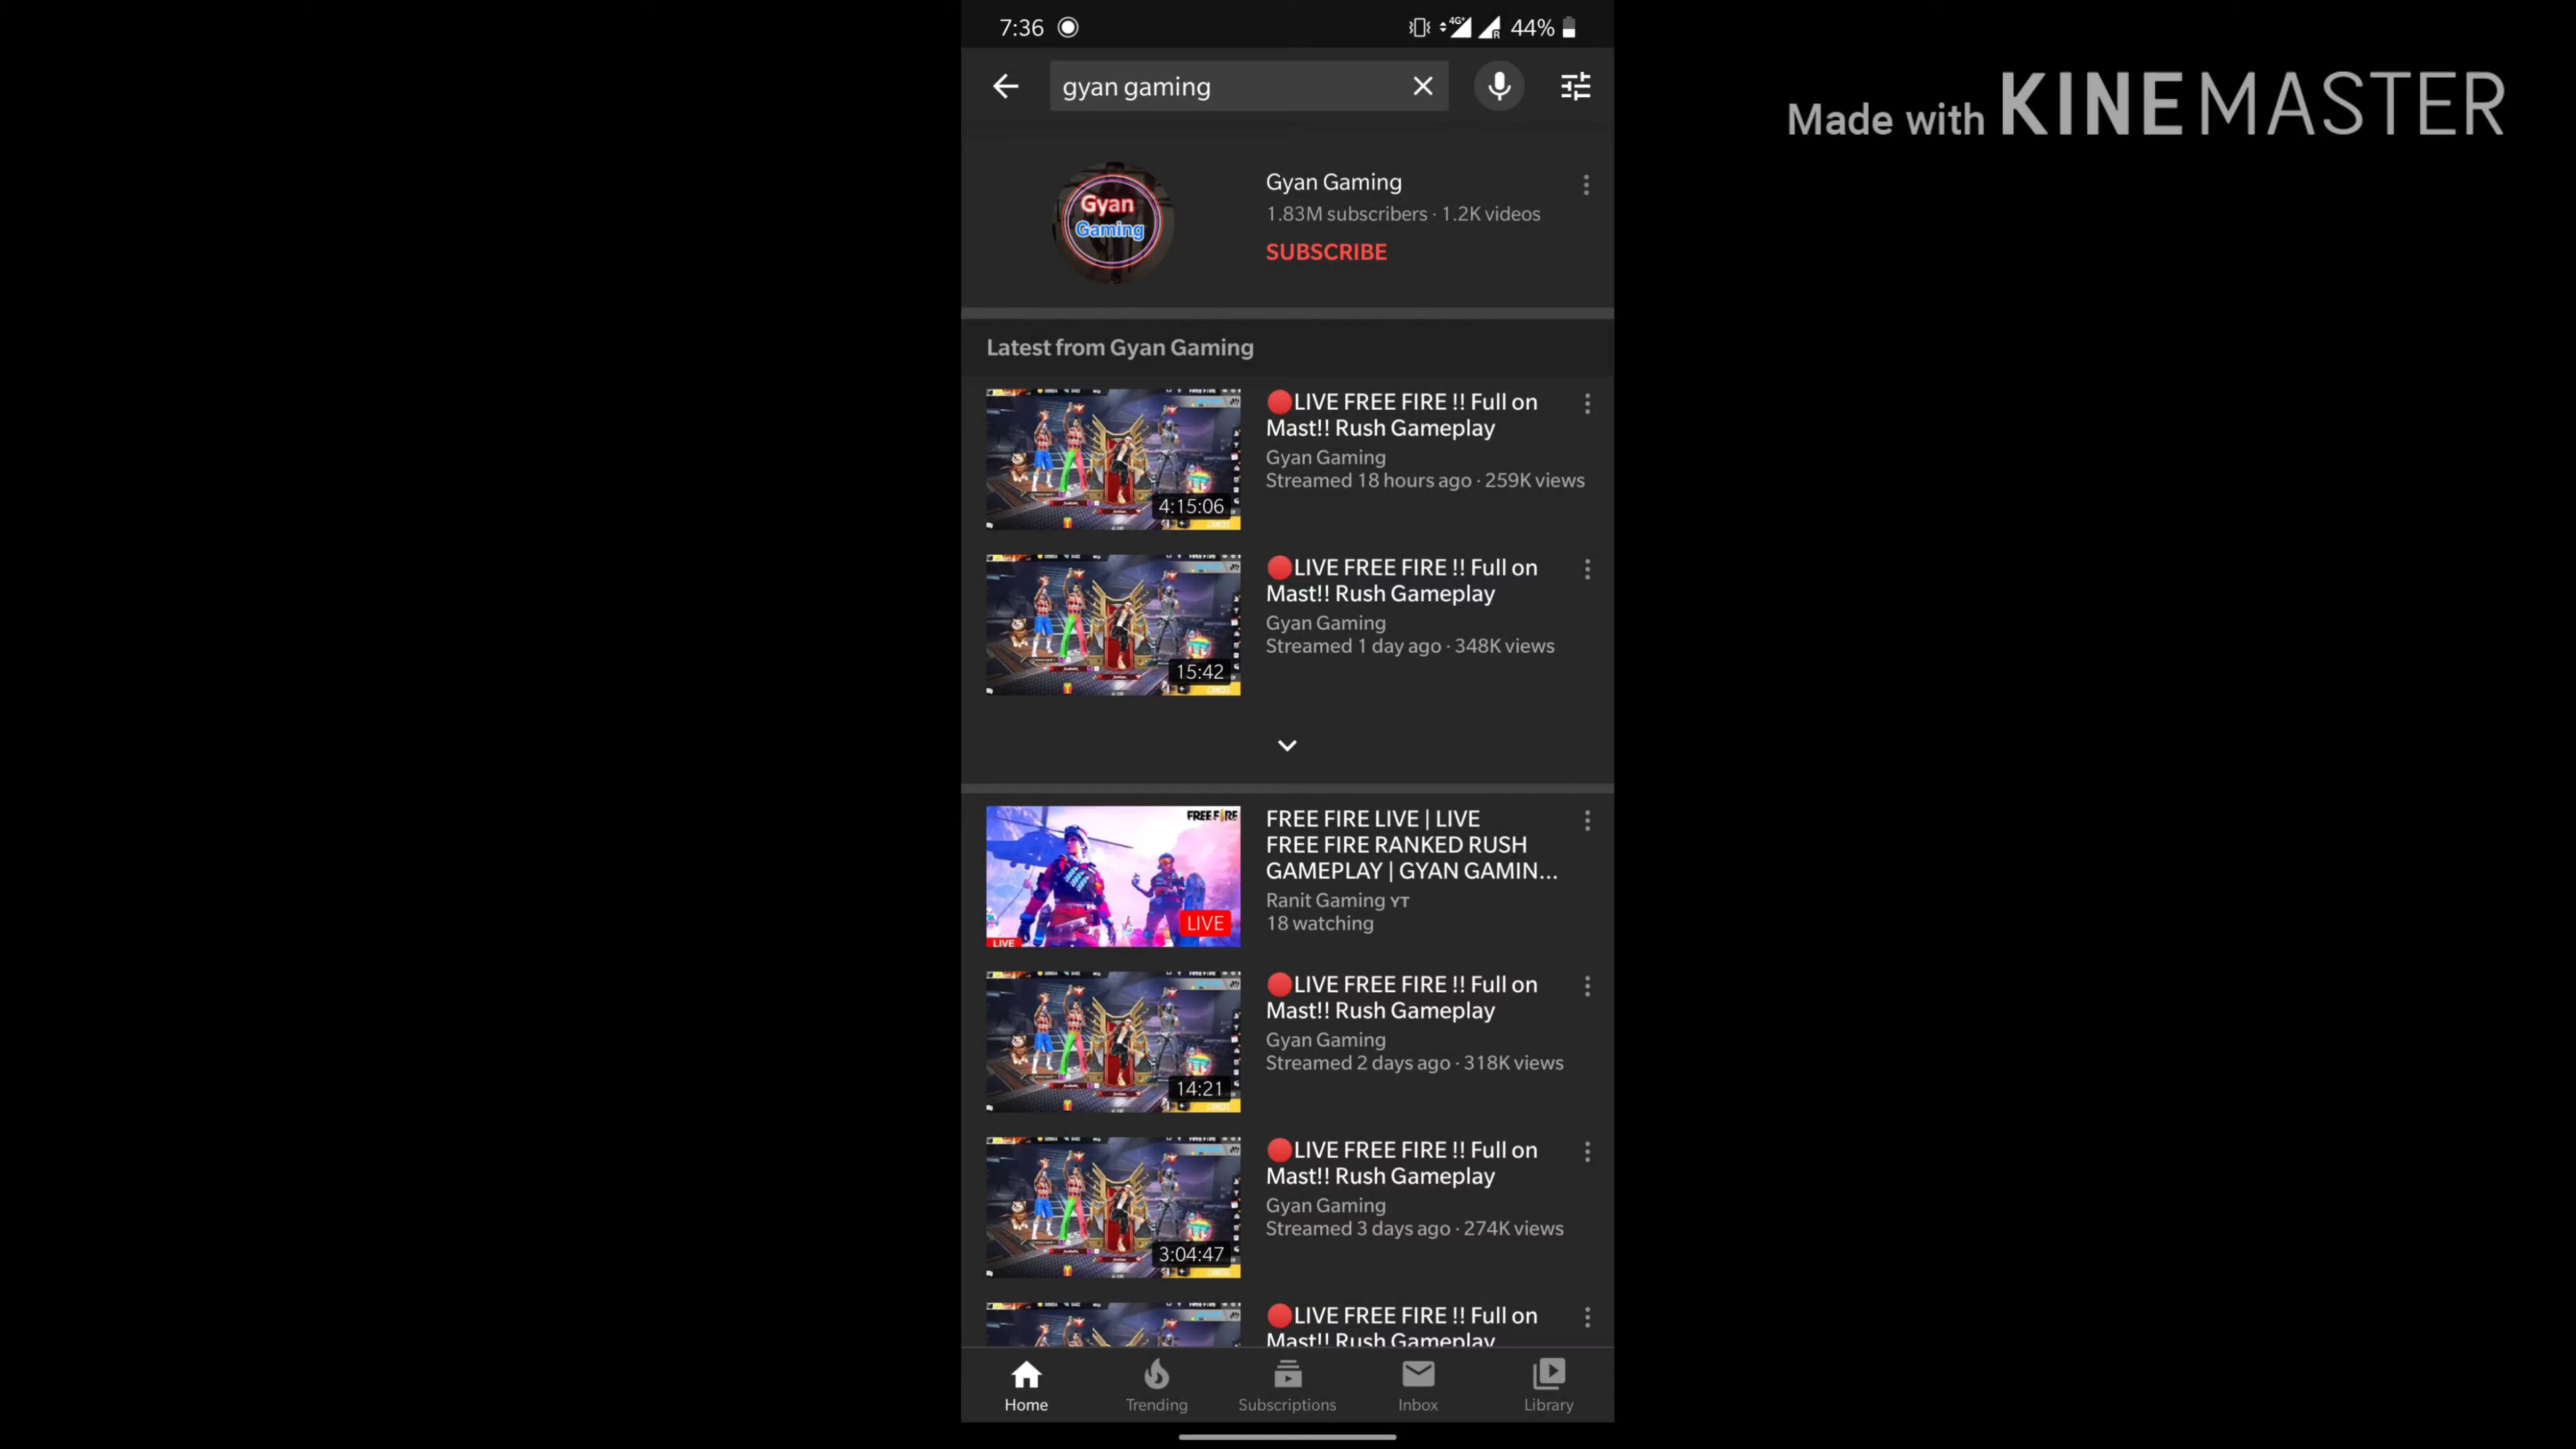 7:36
4G+
R
44%
Made with KINEMASTER
gyan gaming
Gyan
Gaming
Gyan Gaming
1.83M subscribers · 1.2K videos
SUBSCRIBE
Latest from Gyan Gaming
🔴LIVE FREE FIRE !! Full on
Mast!! Rush Gameplay
Gyan Gaming
Streamed 18 hours ago · 259K views
4:15:06
🔴LIVE FREE FIRE !! Full on
Mast!! Rush Gameplay
Gyan Gaming
Streamed 1 day ago · 348K views
15:42
FREE FIRE
LIVE
LIVE
FREE FIRE LIVE | LIVE
FREE FIRE RANKED RUSH
GAMEPLAY | GYAN GAMIN...
Ranit Gaming YT
18 watching
🔴LIVE FREE FIRE !! Full on
Mast!! Rush Gameplay
Gyan Gaming
Streamed 2 days ago · 318K views
14:21
🔴LIVE FREE FIRE !! Full on
Mast!! Rush Gameplay
Gyan Gaming
Streamed 3 days ago · 274K views
3:04:47
🔴LIVE FREE FIRE !! Full on
Mast!! Rush Gameplay
Home
Trending
Subscriptions
Inbox
Library